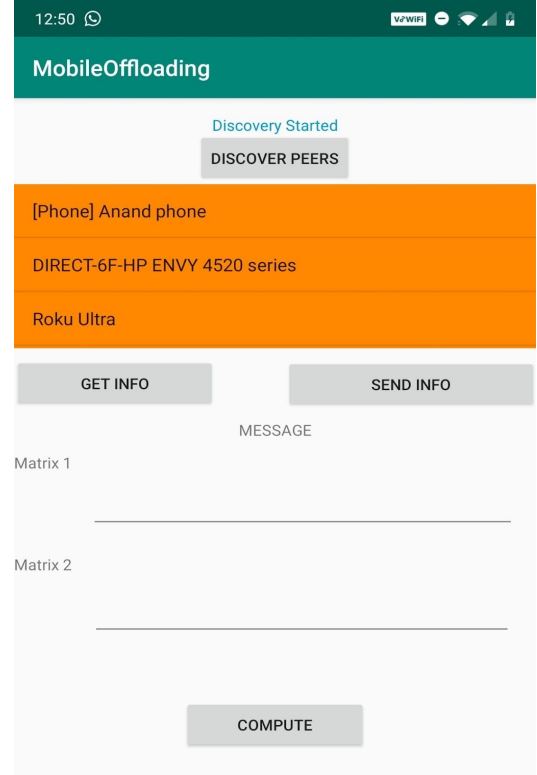 12:50 VoWiFi
MobileOffloading
Discovery Started
DISCOVER PEERS
[Phone] Anand phone
DIRECT-6F-HP ENVY 4520 series
Roku Ultra
GET INFO SEND INFO
MESSAGE
Matrix 1
Matrix 2
COMPUTE